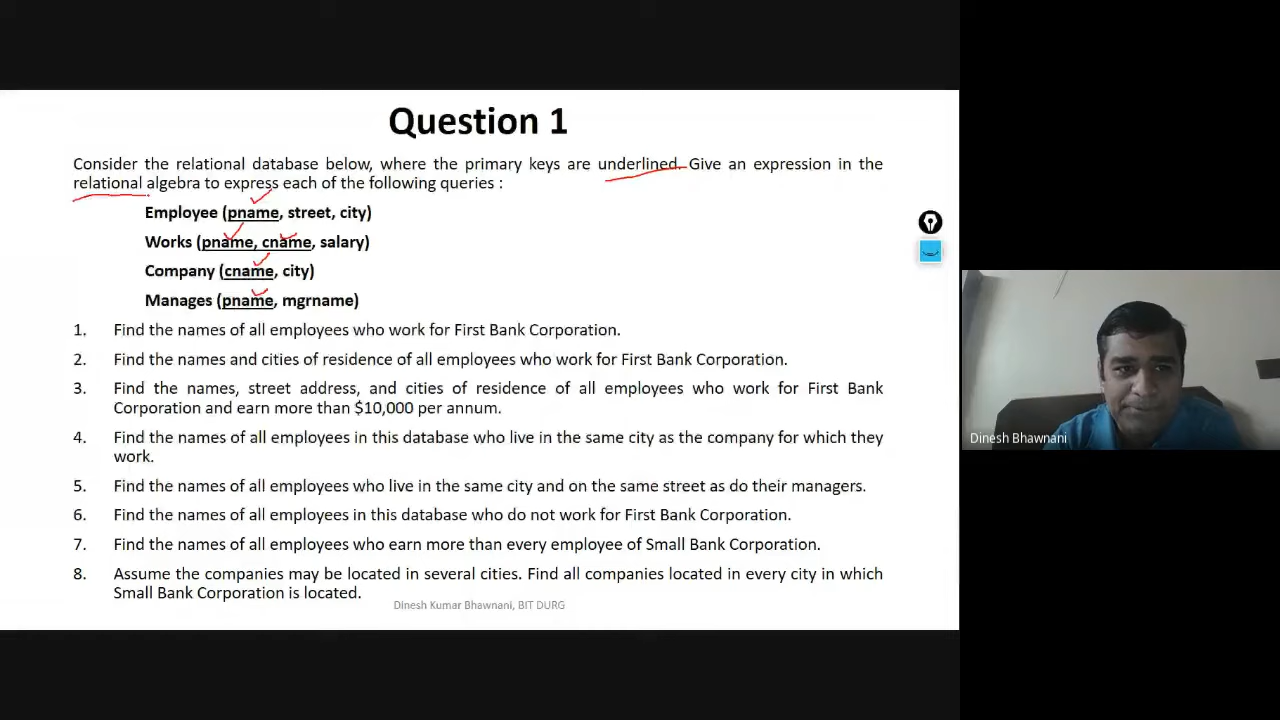 Question 1
Consider the relational database below, where the primary keys are underlined. Give an expression in the
relational algebra to express each of the following queries :
Employee (pname, street, city)
Works (pname, cname, salary)
Company (cname, city)
Manages (pname, mgrname)
1. Find the names of all employees who work for First Bank Corporation.
2. Find the names and cities of residence of all employees who work for First Bank Corporation.
3. Find the names, street address, and cities of residence of all employees who work for First Bank
Corporation and earn more than $10,000 per annum.
4. Find the names of all employees in this database who live in the same city as the company for which they
work.
5. Find the names of all employees who live in the same city and on the same street as do their managers.
6. Find the names of all employees in this database who do not work for First Bank Corporation.
7. Find the names of all employees who earn more than every employee of Small Bank Corporation.
8. Assume the companies may be located in several cities. Find all companies located in every city in which
Small Bank Corporation is located.
Dinesh Kumar Bhawnani, BIT DURG
Dinesh Bhawnani